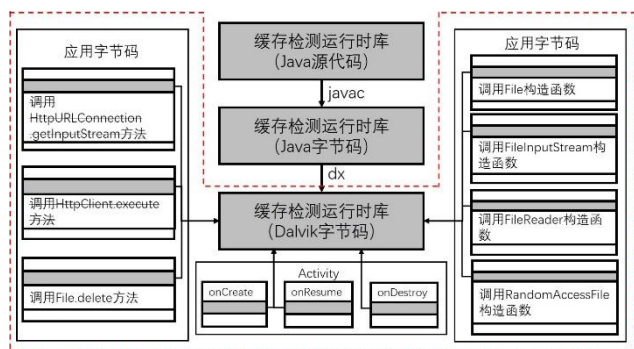 应用字节码
调用
HttpURLConnection
.getInputStream方法
调用HttpClient.execute
方法
调用File.delete方法
缓存检测运行时库
(Java源代码)
javac
缓存检测运行时库
(Java字节码)
dx
缓存检测运行时库
(Dalvik字节码)
Activity
onCreate
onResume
onDestroy
应用字节码
调用File构造函数
调用FileInputStream构
造函数
调用FileReader构造函
数
调用RandomAccessFile
构造函数